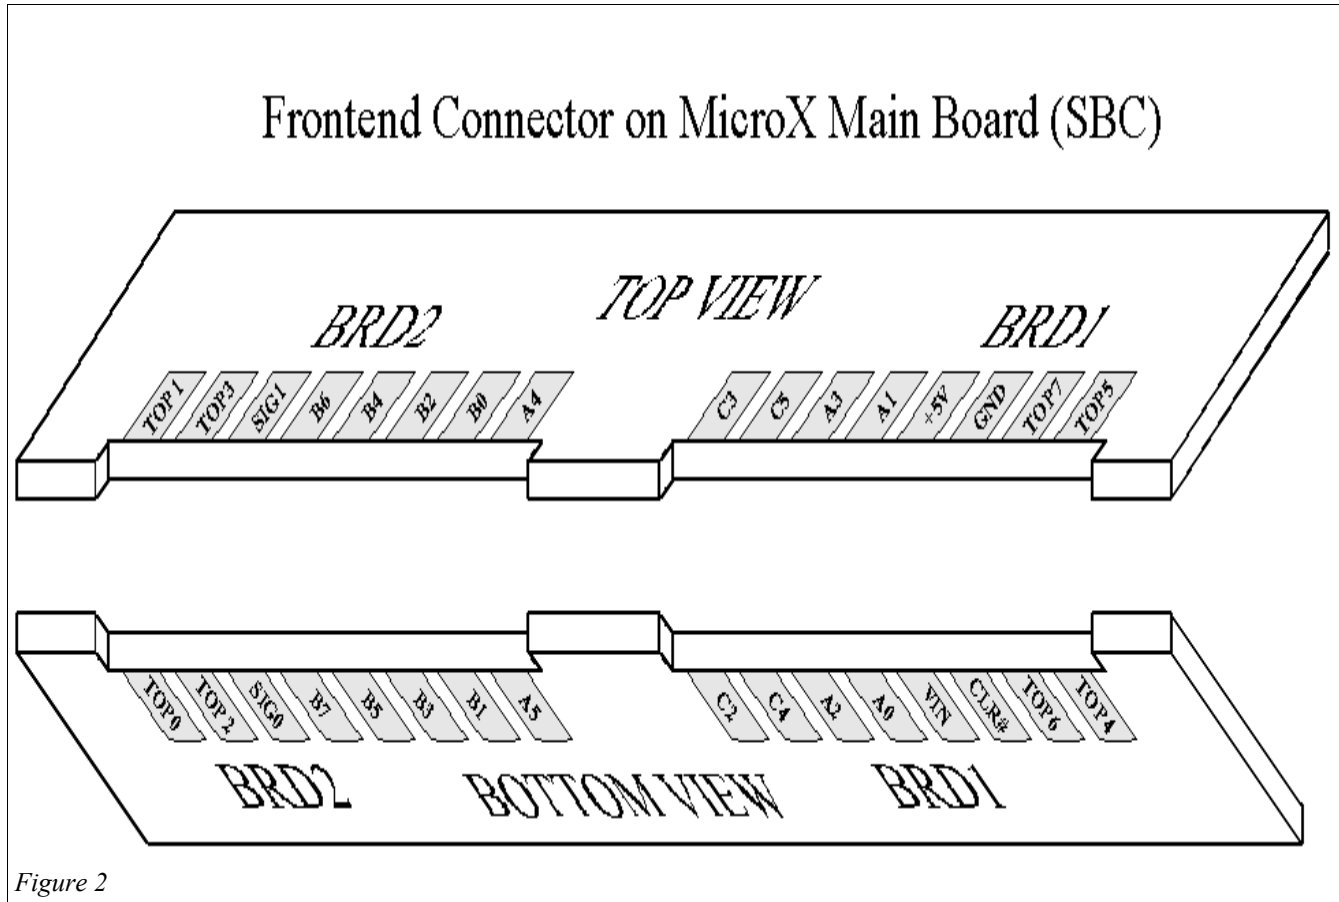 Frontend Connector on MicroX Main Board (SBC)
TOP VIEW
BRD2 BRD1
TOP1 TOP3 SIG1 B6 B4 B2 B0 A4 C3 C5 A3 A1 +5V GND TOP7 TOP5
TOP0 TOP2 SIG0 B7 B5 B3 B1 A5 C2 C4 A2 A0 VIN CLR# TOP6 TOP4
BRD2 BOTTOM VIEW BRD1
Figure 2